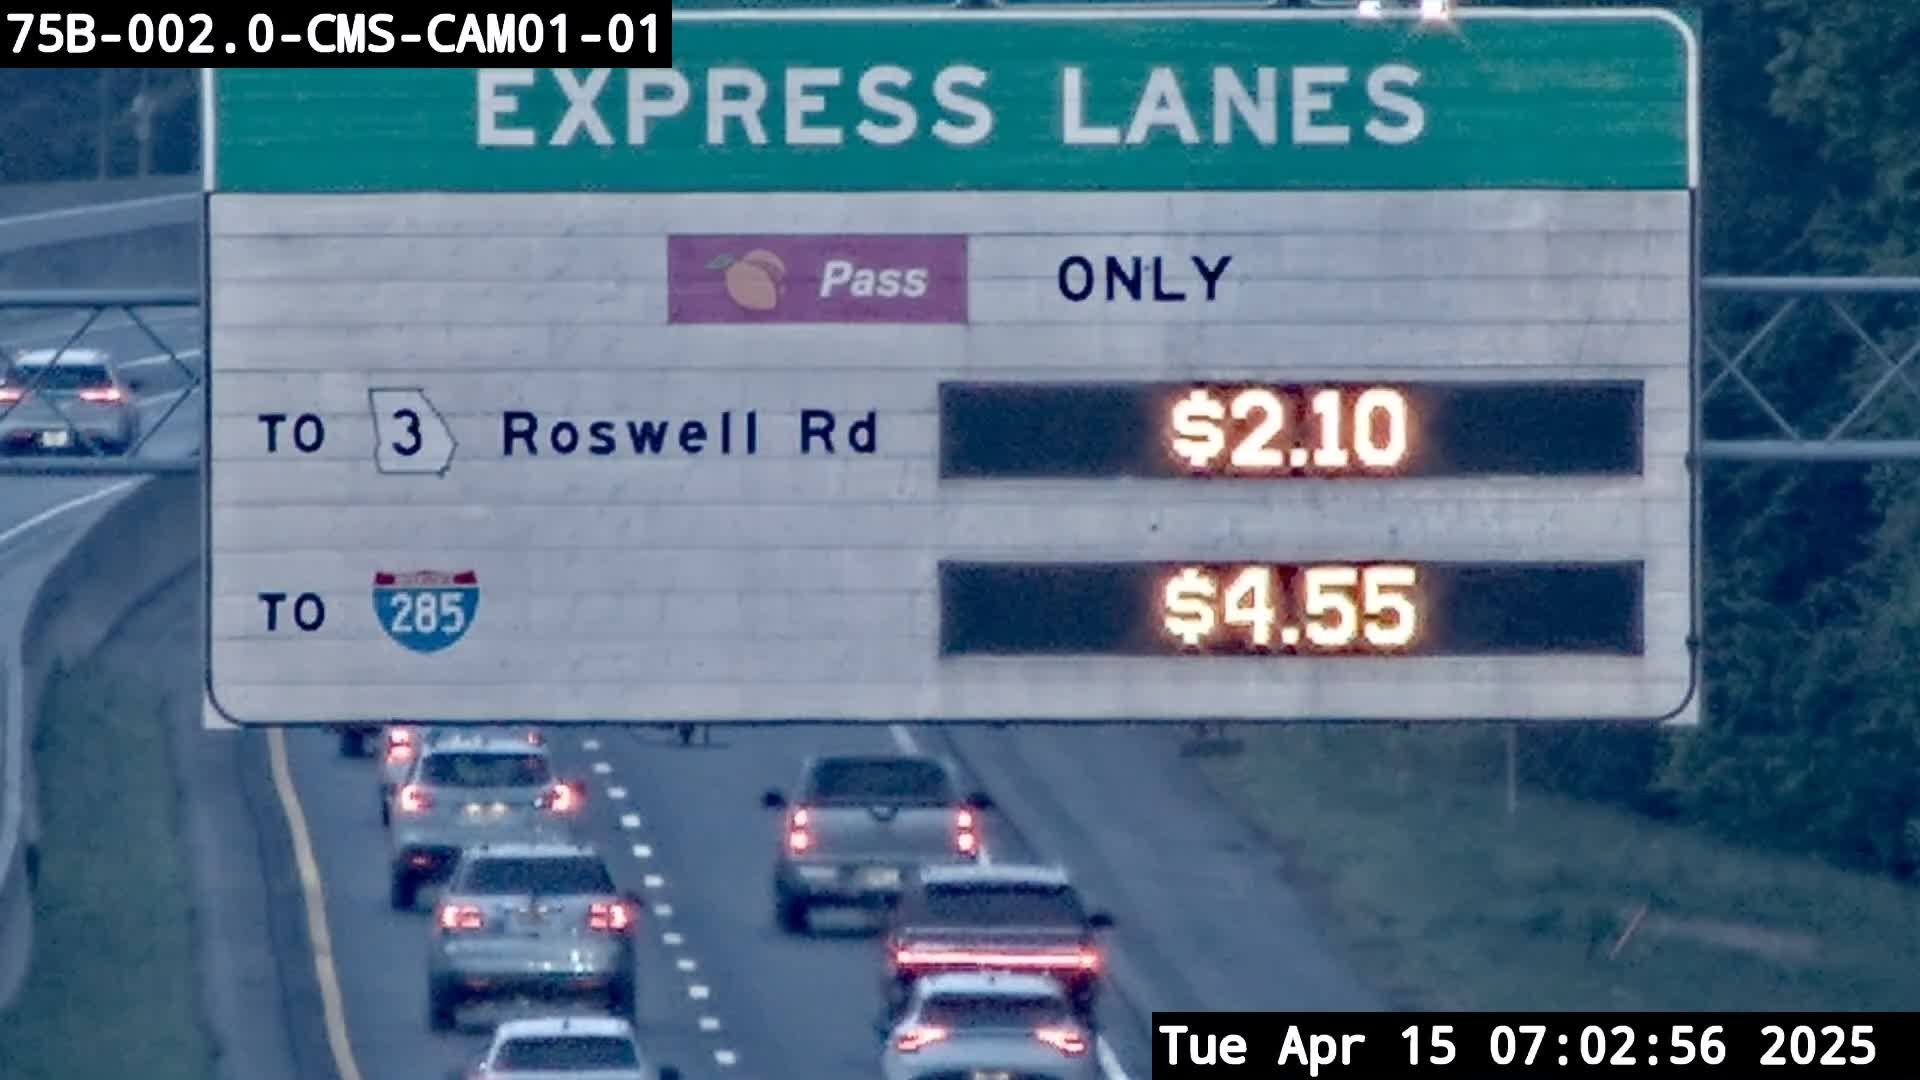 75B-002.0-CMS-CAM01-01
EXPRESS LANES
Pass ONLY
TO 3 Roswell Rd $2.10
TO 285 $4.55
Tue Apr 15 07:02:56 2025